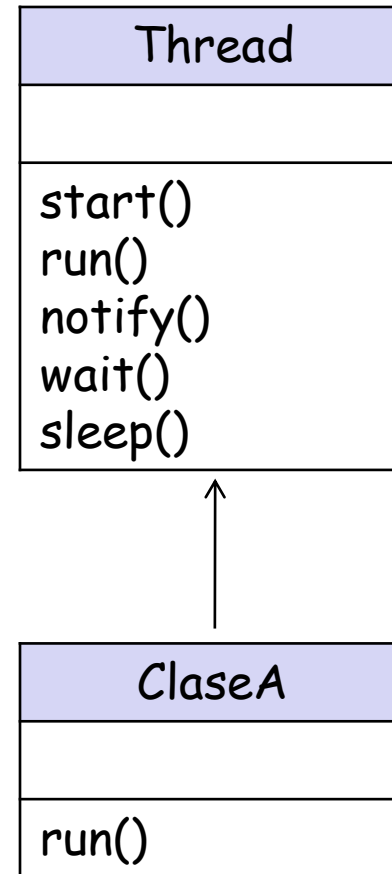 Thread
start()
run()
notify()
wait()
sleep()
ClaseA
run()